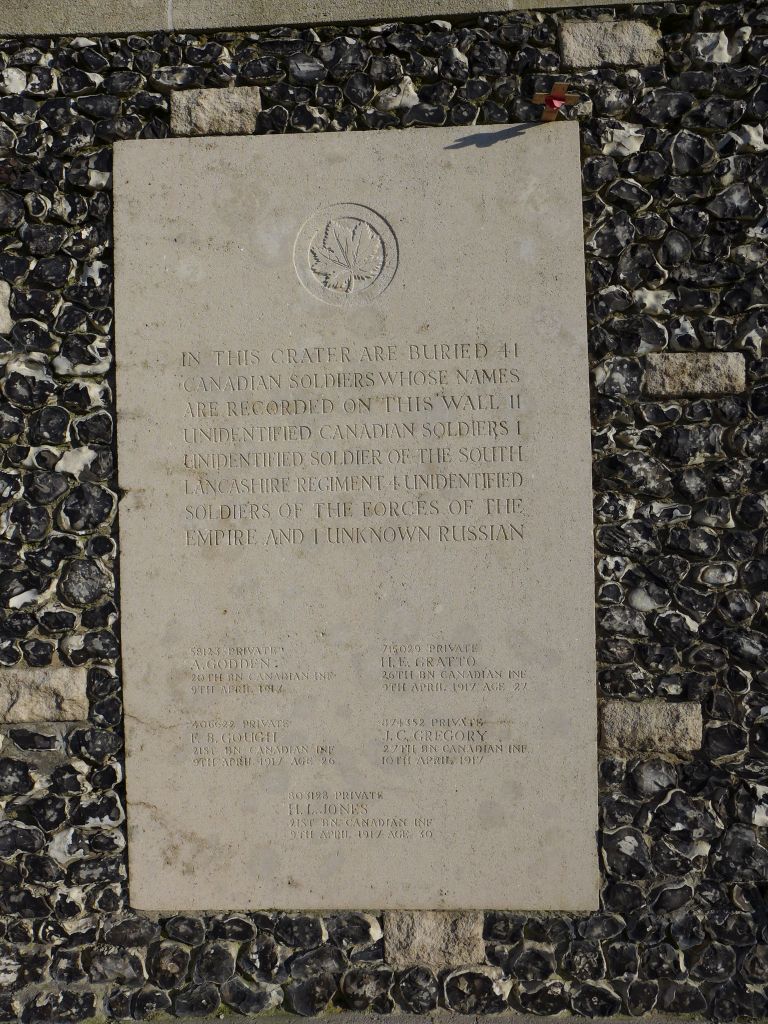 IN THIS CRATER ARE BURIED 41
CANADIAN SOLDIERS WHOSE NAMES
ARE RECORDED ON THIS WALL 11
UNIDENTIFIED CANADIAN SOLDIERS 1
UNIDENTIFIED SOLDIER OF THE SOUTH
LANCASHIRE REGIMENT 4 UNIDENTIFIED
SOLDIERS OF THE FORCES OF THE
EMPIRE AND 1 UNKNOWN RUSSIAN
58123 PRIVATE
A. GODDEN
20TH BN CANADIAN INF
9TH APRIL 1917
715029 PRIVATE
H.E. GRATTO
26TH BN CANADIAN INF
9TH APRIL 1917 AGE 27
PRIVATE
F. B. GOUGH
21ST BN CANADIAN INF
9TH APRIL 1917 AGE 26
874352 PRIVATE
J.C. GREGORY
27TH BN CANADIAN INF
10TH APRIL 1917
PRIVATE
H.L. JONES
21ST BN CANADIAN INF
9TH APRIL 1917 AGE 30